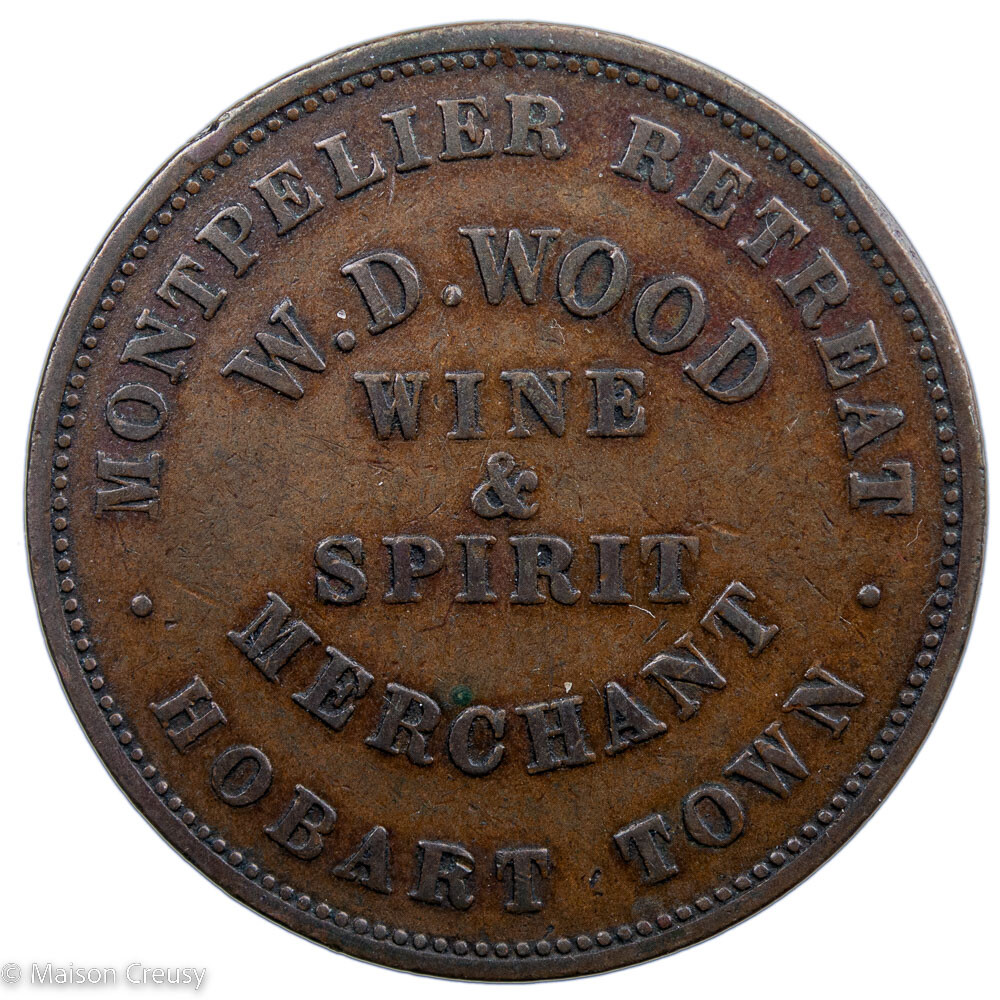 MONTPELIER RETREAT
W.D.WOOD
WINE
&
SPIRIT
MERCHANT
· HOBART TOWN ·
© Maison Creusy